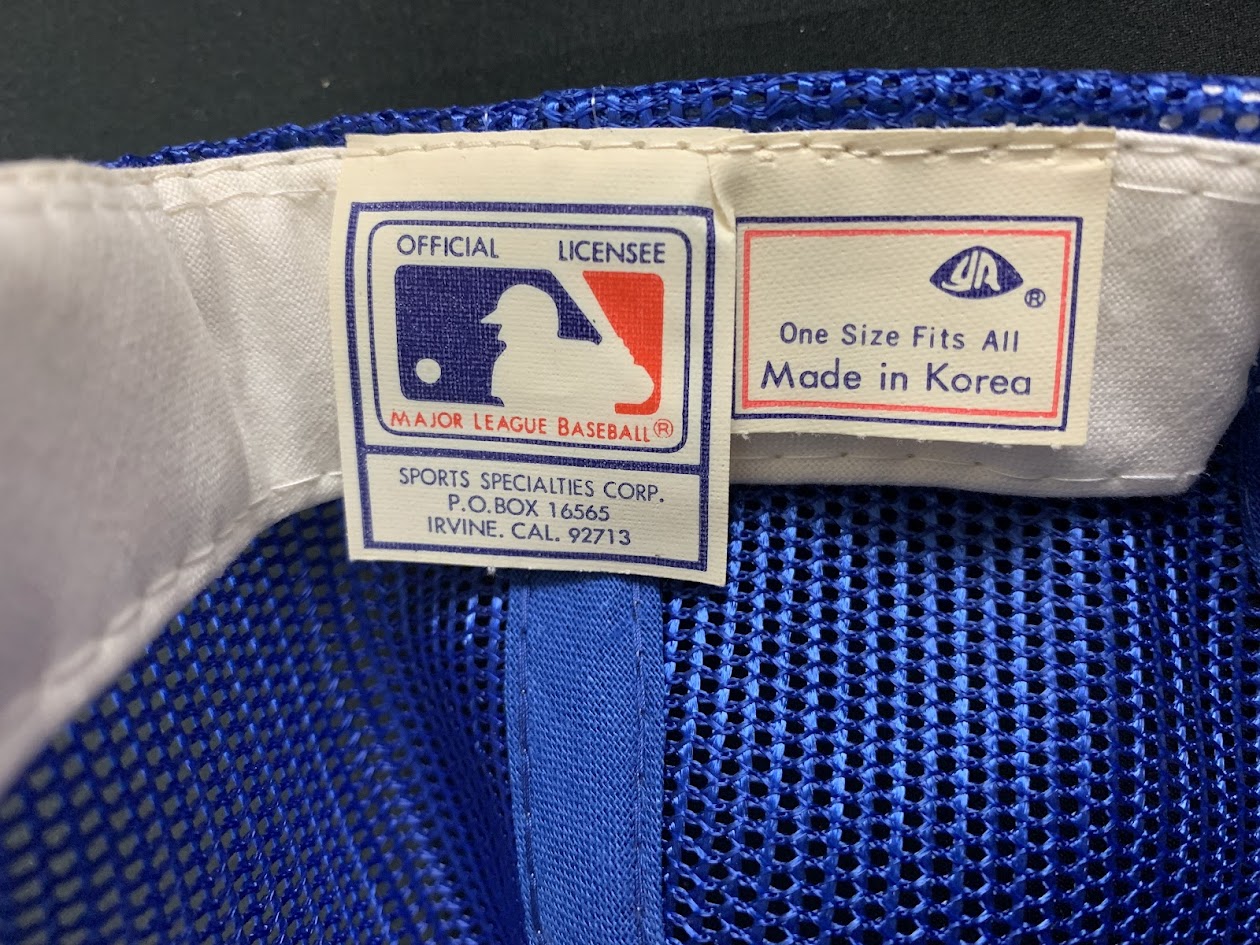 OFFICIAL LICENSEE
MAJOR LEAGUE BASEBALL®
SPORTS SPECIALTIES CORP.
P.O.BOX 16565
IRVINE. CAL. 92713
YA ®
One Size Fits All
Made in Korea